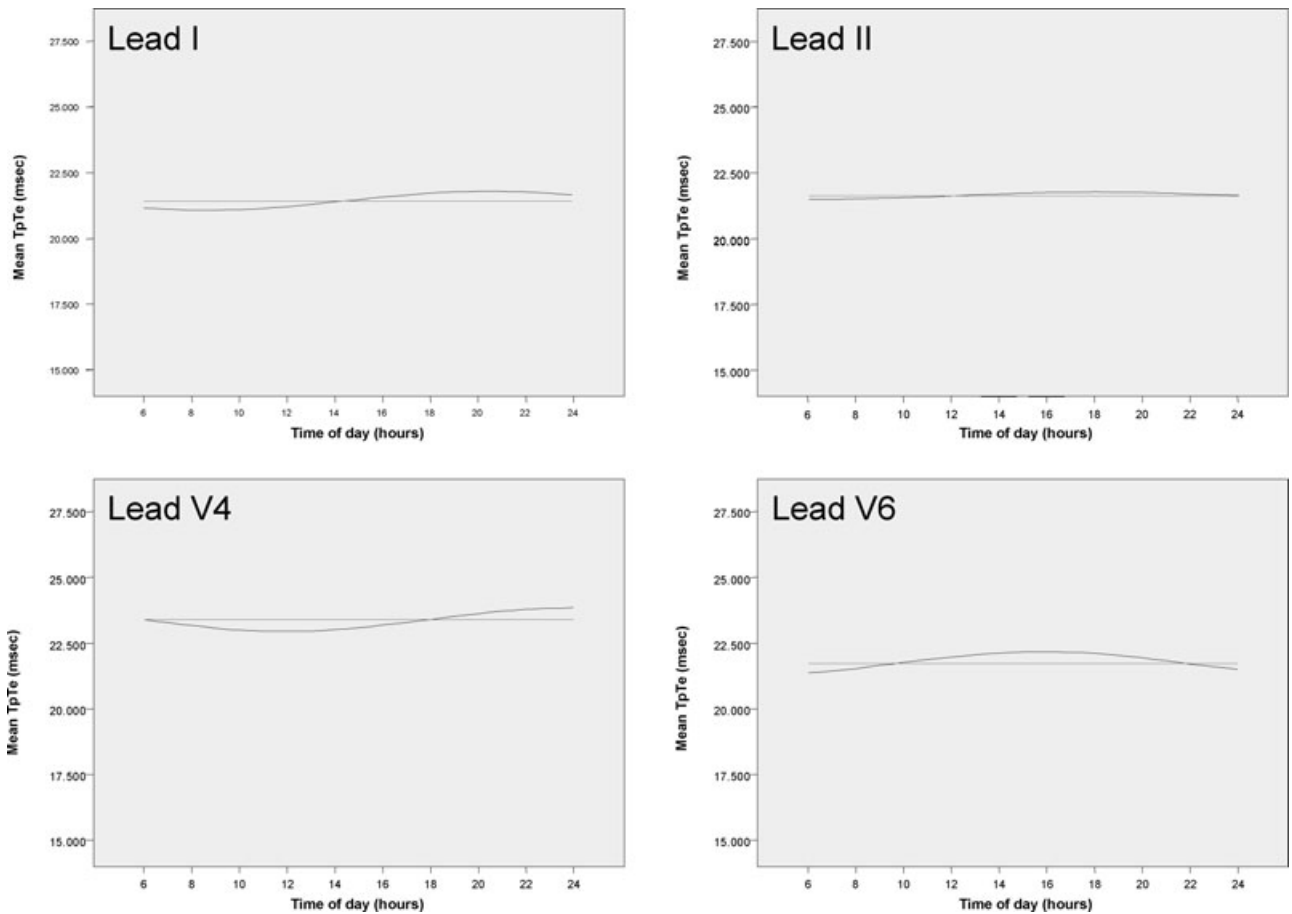 Lead I
27.500
25.000
22.500
20.000
17.500
15.000
Mean TpTe (msec)
6 8 10 12 14 16 18 20 22 24
Time of day (hours)
Lead II
27.500
25.000
22.500
20.000
17.500
15.000
Mean TpTe (msec)
6 8 10 12 14 16 18 20 22 24
Time of day (hours)
Lead V4
27.500
25.000
22.500
20.000
17.500
15.000
Mean TpTe (msec)
6 8 10 12 14 16 18 20 22 24
Time of day (hours)
Lead V6
27.500
25.000
22.500
20.000
17.500
15.000
Mean TpTe (msec)
6 8 10 12 14 16 18 20 22 24
Time of day (hours)